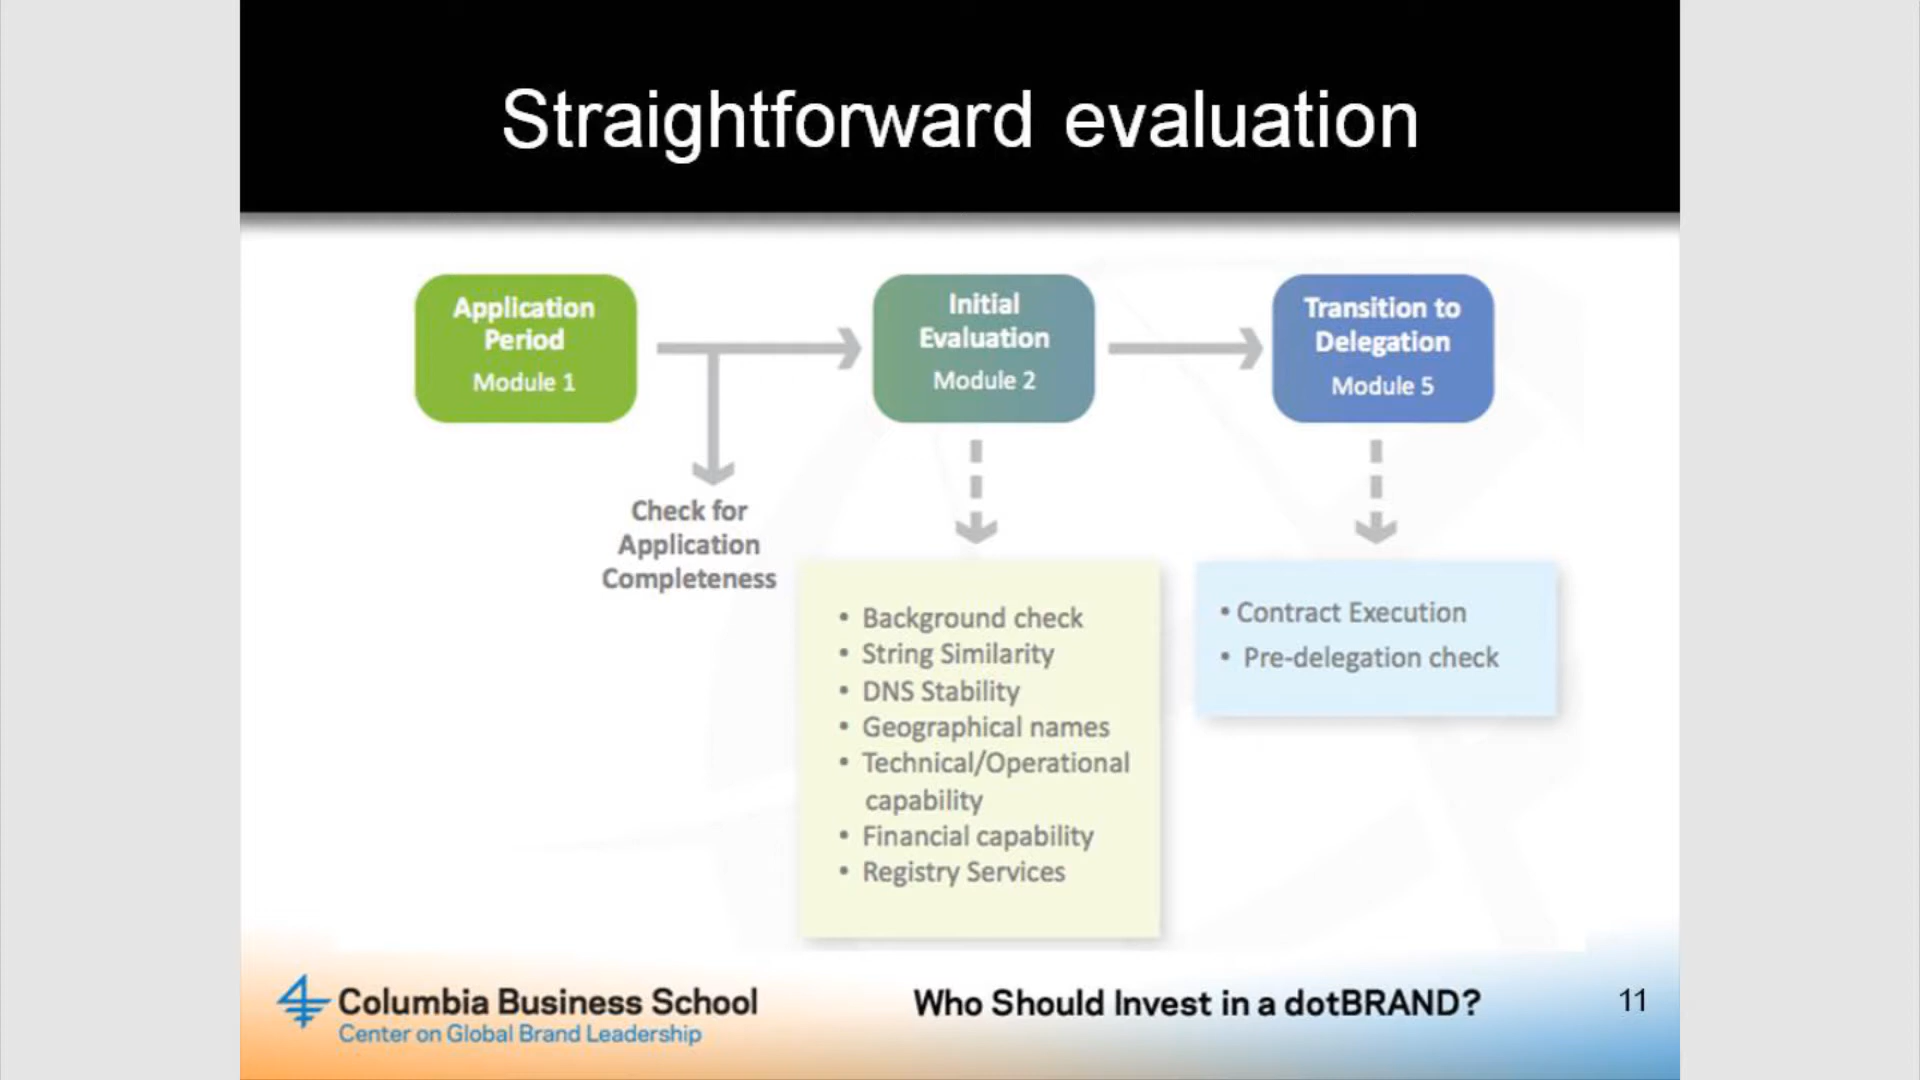 Straightforward evaluation
Application
Period
Module 1
Initial
Evaluation
Module 2
Transition to
Delegation
Module 5
Check for
Application
Completeness
• Background check
• String Similarity
• DNS Stability
• Geographical names
• Technical/Operational
capability
• Financial capability
• Registry Services
• Contract Execution
• Pre-delegation check
Columbia Business School
Center on Global Brand Leadership
Who Should Invest in a dotBRAND?
11